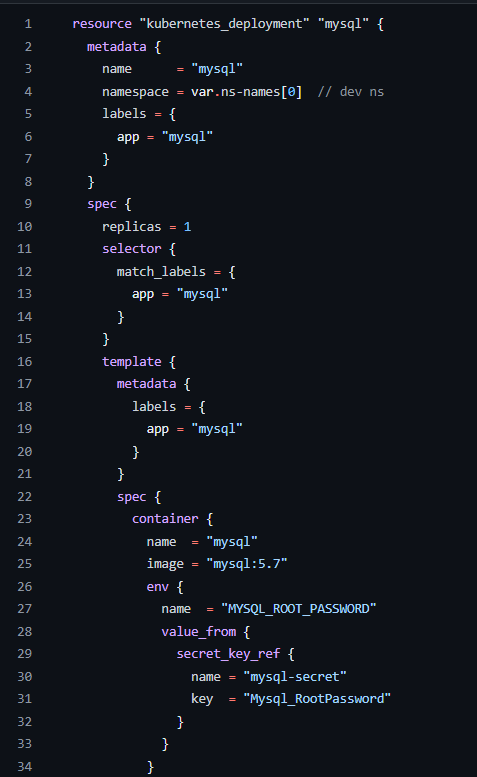 1 resource "kubernetes_deployment" "mysql" {
2 metadata {
3 name      = "mysql"
4 namespace = var.ns-names[0]  // dev ns
5 labels = {
6 app = "mysql"
7 }
8 }
9 spec {
10 replicas = 1
11 selector {
12 match_labels = {
13 app = "mysql"
14 }
15 }
16 template {
17 metadata {
18 labels = {
19 app = "mysql"
20 }
21 }
22 spec {
23 container {
24 name  = "mysql"
25 image = "mysql:5.7"
26 env {
27 name  = "MYSQL_ROOT_PASSWORD"
28 value_from {
29 secret_key_ref {
30 name = "mysql-secret"
31 key  = "Mysql_RootPassword"
32 }
33 }
34 }